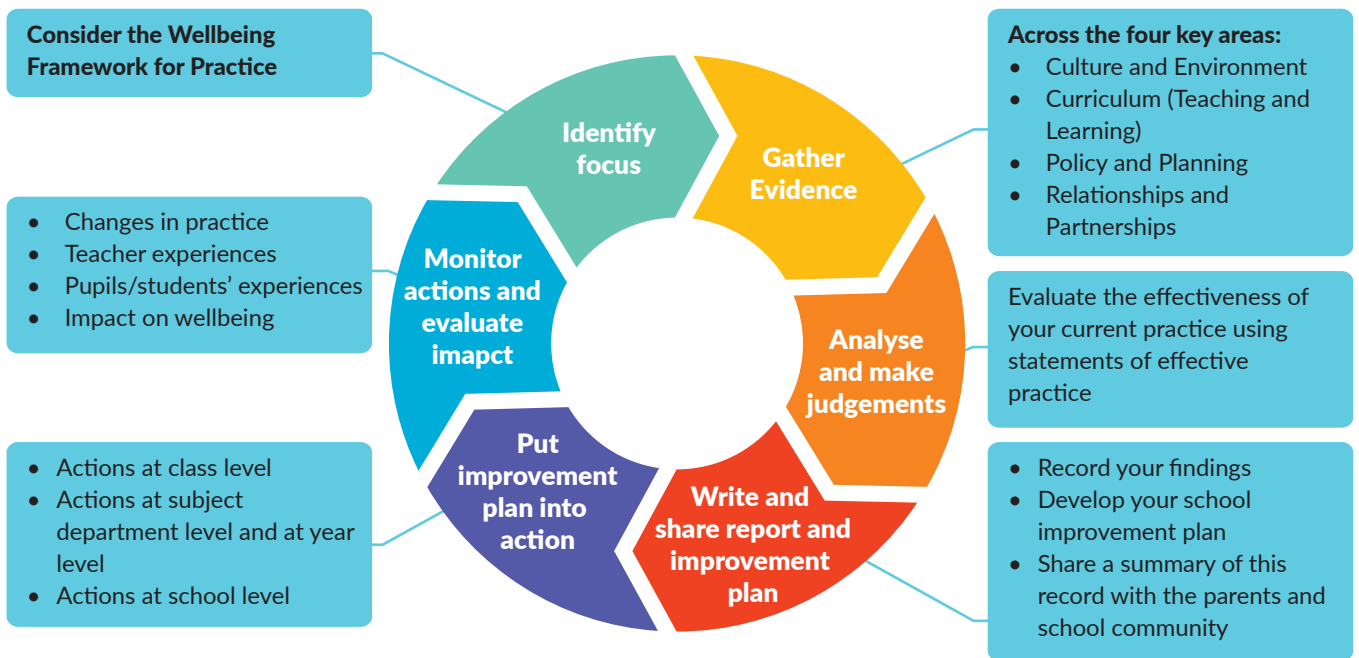 Consider the Wellbeing
Framework for Practice
Identify
focus
Gather
Evidence
Across the four key areas:
• Culture and Environment
• Curriculum (Teaching and
Learning)
• Policy and Planning
• Relationships and
Partnerships
Analyse
and make
judgements
Evaluate the effectiveness of
your current practice using
statements of effective
practice
Write and
share report and
improvement
plan
• Record your findings
• Develop your school
improvement plan
• Share a summary of this
record with the parents and
school community
Put
improvement
plan into
action
• Actions at class level
• Actions at subject
department level and at year
level
• Actions at school level
Monitor
actions and
evaluate
imapct
• Changes in practice
• Teacher experiences
• Pupils/students’ experiences
• Impact on wellbeing